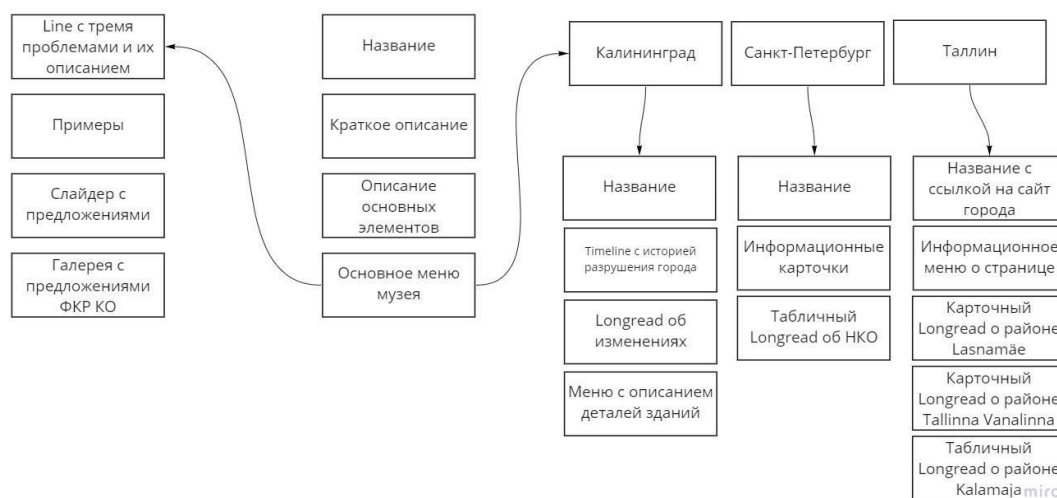 Line с тремя
проблемами и их
описанием
Примеры
Слайдер с
предложениями
Галерея с
предложениями
ФКР КО
Название
Краткое описание
Описание
основных
элементов
Основное меню
музея
Калининград
Название
Timeline с историей
разрушения города
Longread об
изменениях
Меню с описанием
деталей зданий
Санкт-Петербург
Название
Информационные
карточки
Табличный
Longread об НКО
Таллин
Название с
ссылкой на сайт
города
Информационное
меню о странице
Карточный
Longread о районе
Lasnamäe
Карточный
Longread о районе
Tallinna Vanalinna
Табличный
Longread о районе
Kalamaja
miro